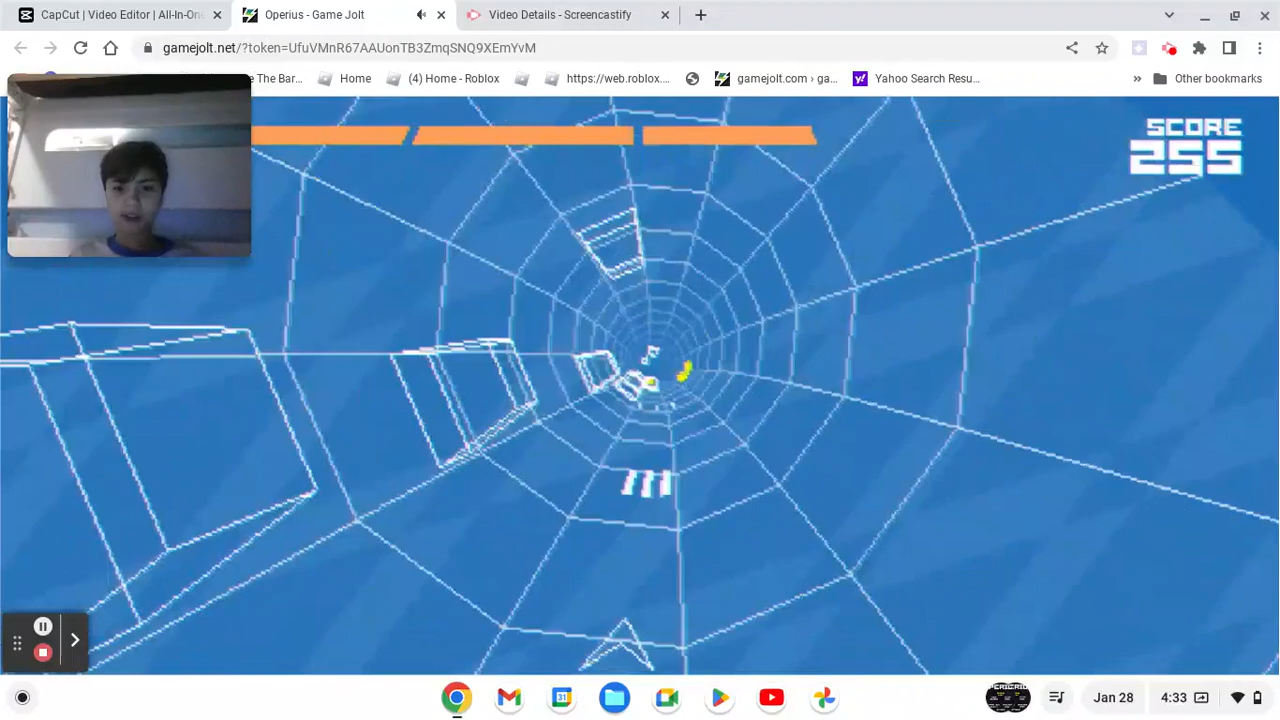 CapCut | Video Editor | All-In-On
Operius - Game Jolt
Video Details - Screencastify
gamejolt.net/?token=UfuVMnR67AAUonTB3ZmqSNQ9XEmYvM
The Bar...
Home
(4) Home - Roblox
https://web.roblox....
gamejolt.com › ga...
Yahoo Search Resu...
»
Other bookmarks
SCORE
255
31
Jan 28
4:33